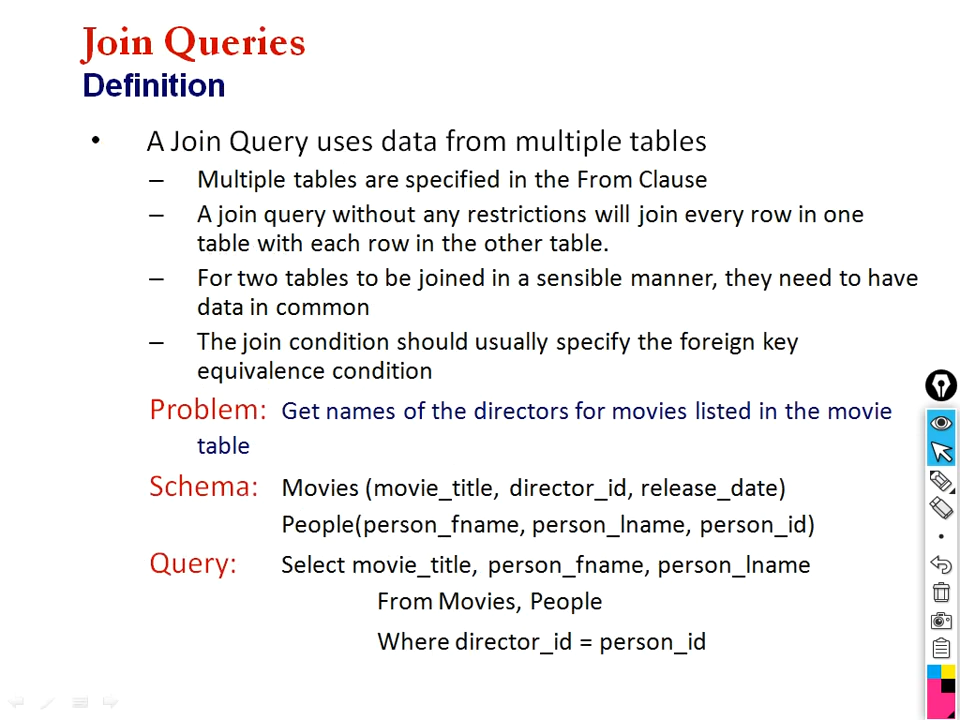 Join Queries
Definition
• A Join Query uses data from multiple tables
– Multiple tables are specified in the From Clause
– A join query without any restrictions will join every row in one
table with each row in the other table.
– For two tables to be joined in a sensible manner, they need to have
data in common
– The join condition should usually specify the foreign key
equivalence condition
Problem: Get names of the directors for movies listed in the movie
table
Schema: Movies (movie_title, director_id, release_date)
People(person_fname, person_lname, person_id)
Query: Select movie_title, person_fname, person_lname
From Movies, People
Where director_id = person_id